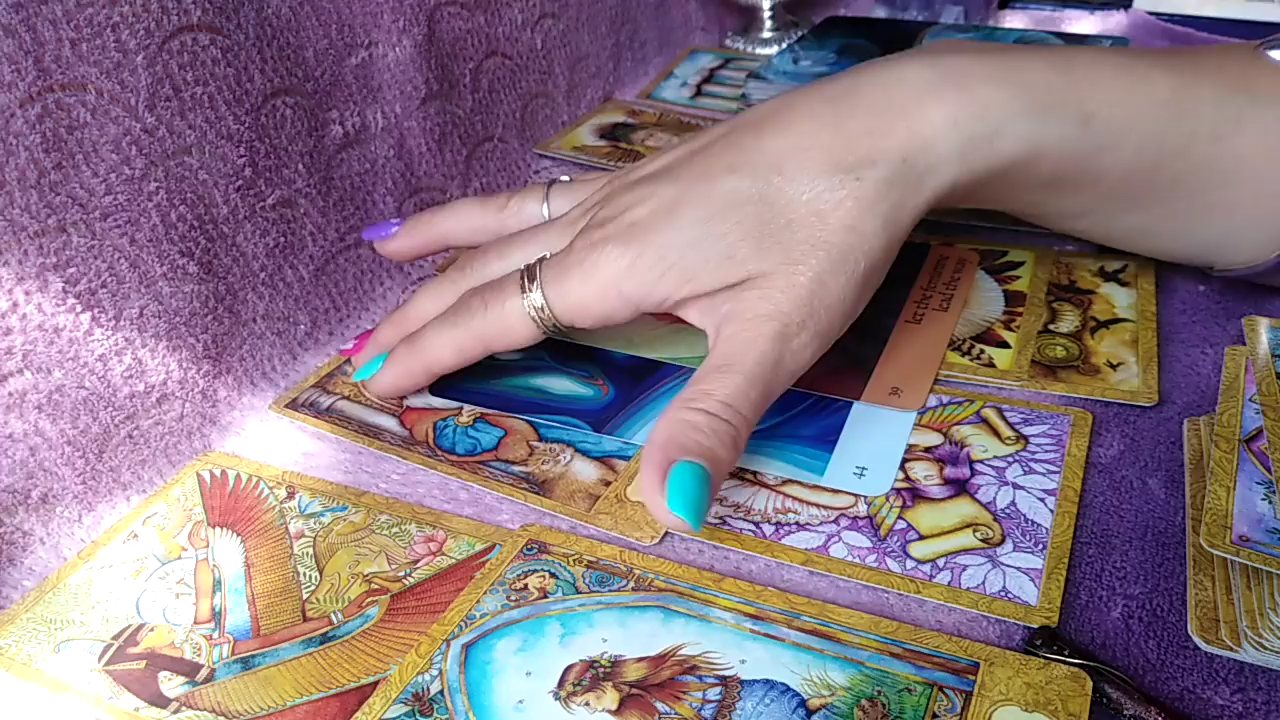 let the feminine
lead the way
39
44